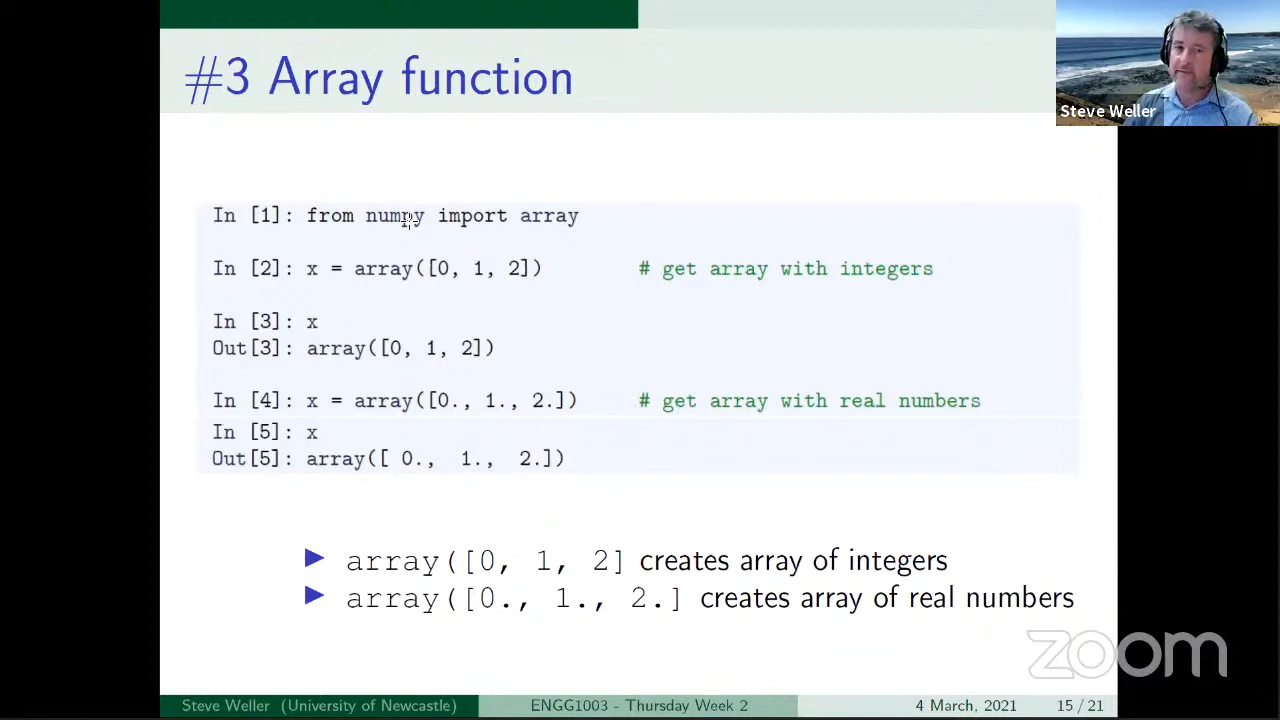 #3 Array function
Steve Weller
In [1]: from numpy import array
In [2]: x = array([0, 1, 2]) # get array with integers
In [3]: x
Out[3]: array([0, 1, 2])
In [4]: x = array([0., 1., 2.]) # get array with real numbers
In [5]: x
Out[5]: array([ 0., 1., 2.])
▶ array([0, 1, 2] creates array of integers
▶ array([0., 1., 2.] creates array of real numbers
zoom
Steve Weller (University of Newcastle) ENGG1003 - Thursday Week 2 4 March, 2021 15 / 21